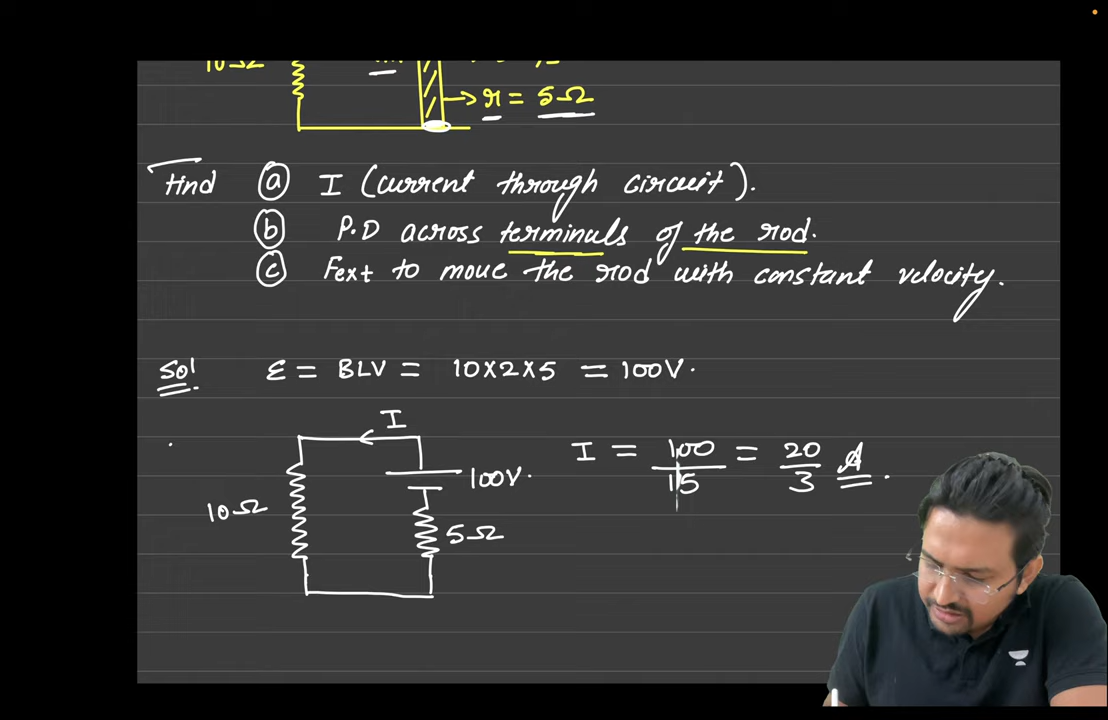 10Ω
r = 5Ω
Find (a) I (current through circuit).
(b) P.D across terminals of the rod.
(c) Fext to move the rod with constant velocity.
Sol ε = BLV = 10×2×5 = 100V.
I
I = 100/15 = 20/3 A.
100V.
10Ω
5Ω